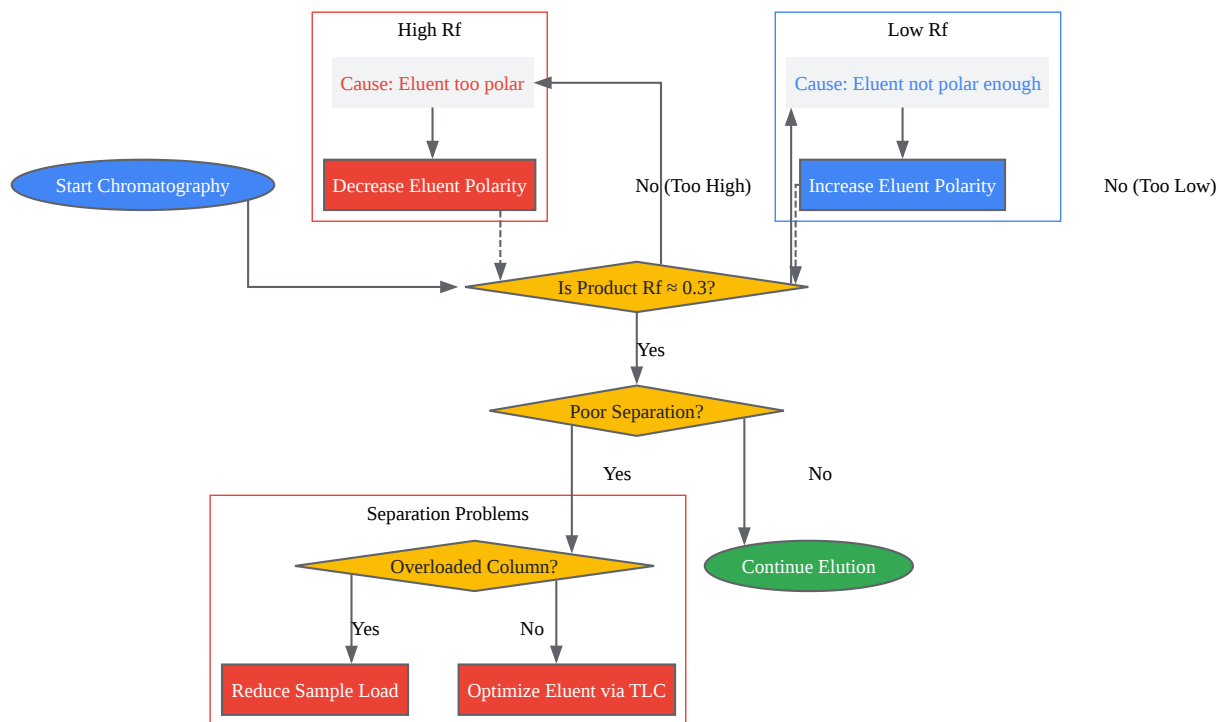 High Rf
Low Rf
Cause: Eluent too polar
Cause: Eluent not polar enough
Start Chromatography
Decrease Eluent Polarity
No (Too High)
Increase Eluent Polarity
No (Too Low)
Is Product Rf ≈ 0.3?
Yes
Poor Separation?
Yes
No
Separation Problems
Overloaded Column?
Continue Elution
Yes
No
Reduce Sample Load
Optimize Eluent via TLC